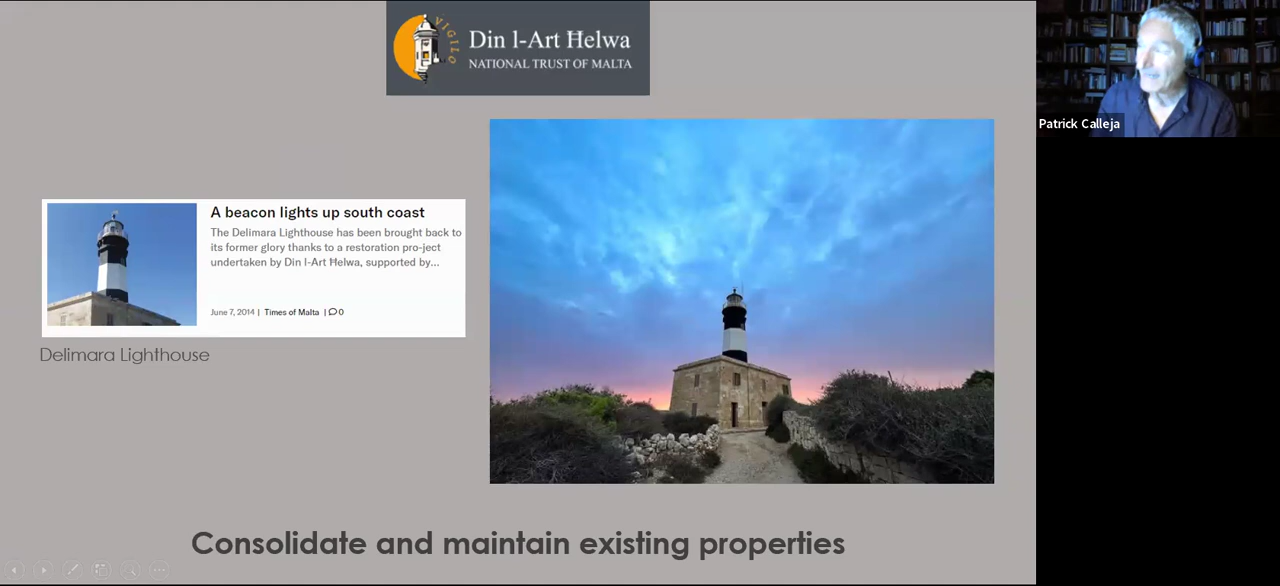 VIGILO
Din l-Art Ħelwa
NATIONAL TRUST OF MALTA
Patrick Calleja
A beacon lights up south coast
The Delimara Lighthouse has been brought back to
its former glory thanks to a restoration pro-ject
undertaken by Din l-Art Ħelwa, supported by...
June 7, 2014 | Times of Malta | 0
Delimara Lighthouse
Consolidate and maintain existing properties